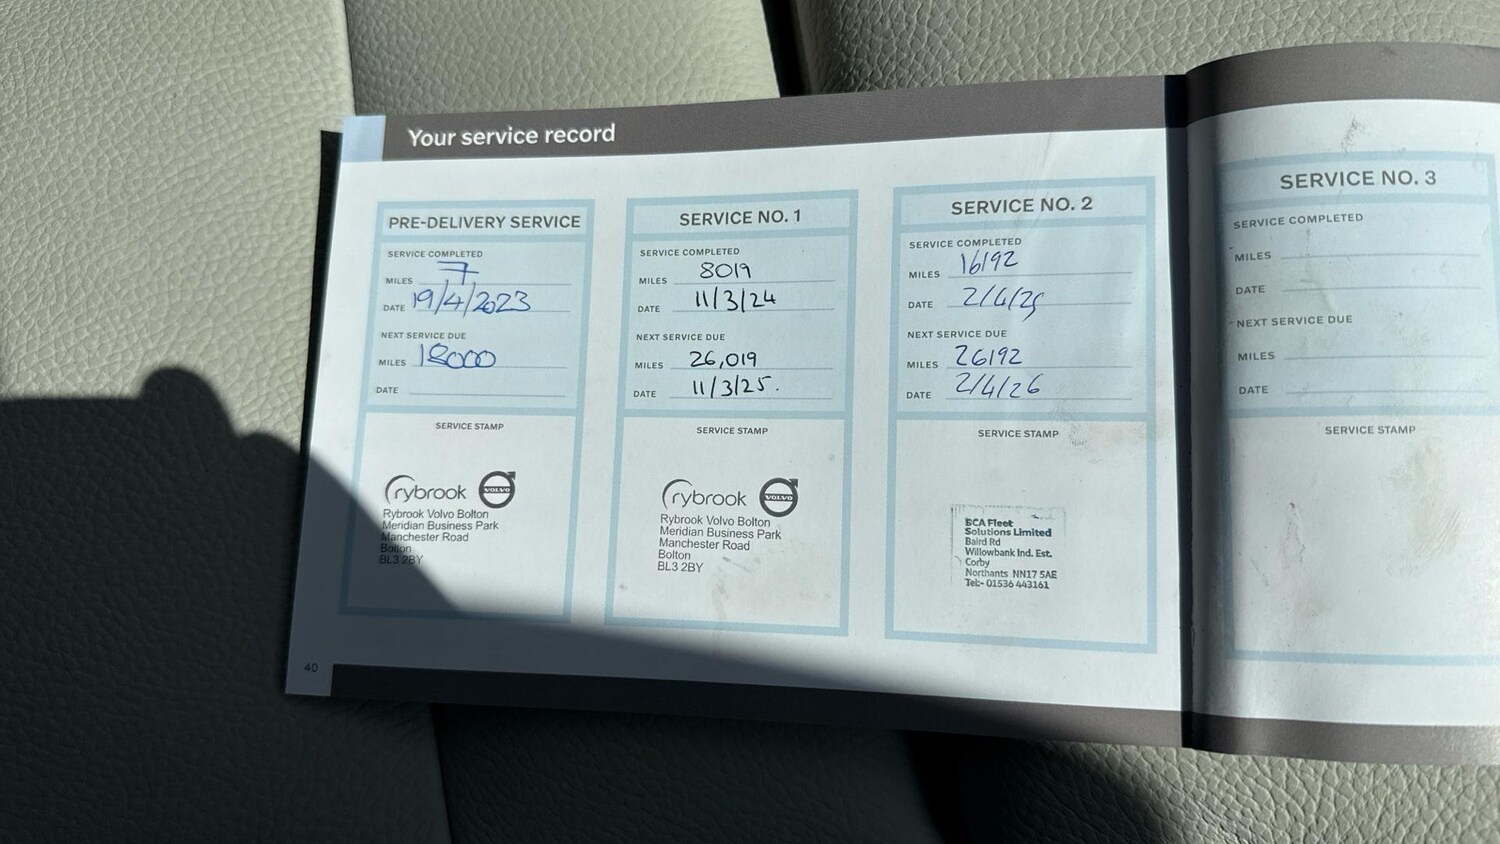 Your service record
PRE-DELIVERY SERVICE
SERVICE COMPLETED
MILES 7
DATE 19/4/2023
NEXT SERVICE DUE
MILES 18000
DATE
SERVICE STAMP
rybrook VOLVO
Rybrook Volvo Bolton
Meridian Business Park
Manchester Road
Bolton
BL3 2BY
40
SERVICE NO. 1
SERVICE COMPLETED
MILES 8019
DATE 11/3/24
NEXT SERVICE DUE
MILES 26,019
DATE 11/3/25.
SERVICE STAMP
rybrook VOLVO
Rybrook Volvo Bolton
Meridian Business Park
Manchester Road
Bolton
BL3 2BY
SERVICE NO. 2
SERVICE COMPLETED
MILES 16192
DATE 2/4/25
NEXT SERVICE DUE
MILES 26192
DATE 2/4/26
SERVICE STAMP
BCA Fleet
Solutions Limited
Baird Rd
Willowbank Ind. Est.
Corby
Northants NN17 5AE
Tel:- 01536 443161
SERVICE NO. 3
SERVICE COMPLETED
MILES
DATE
NEXT SERVICE DUE
MILES
DATE
SERVICE STAMP